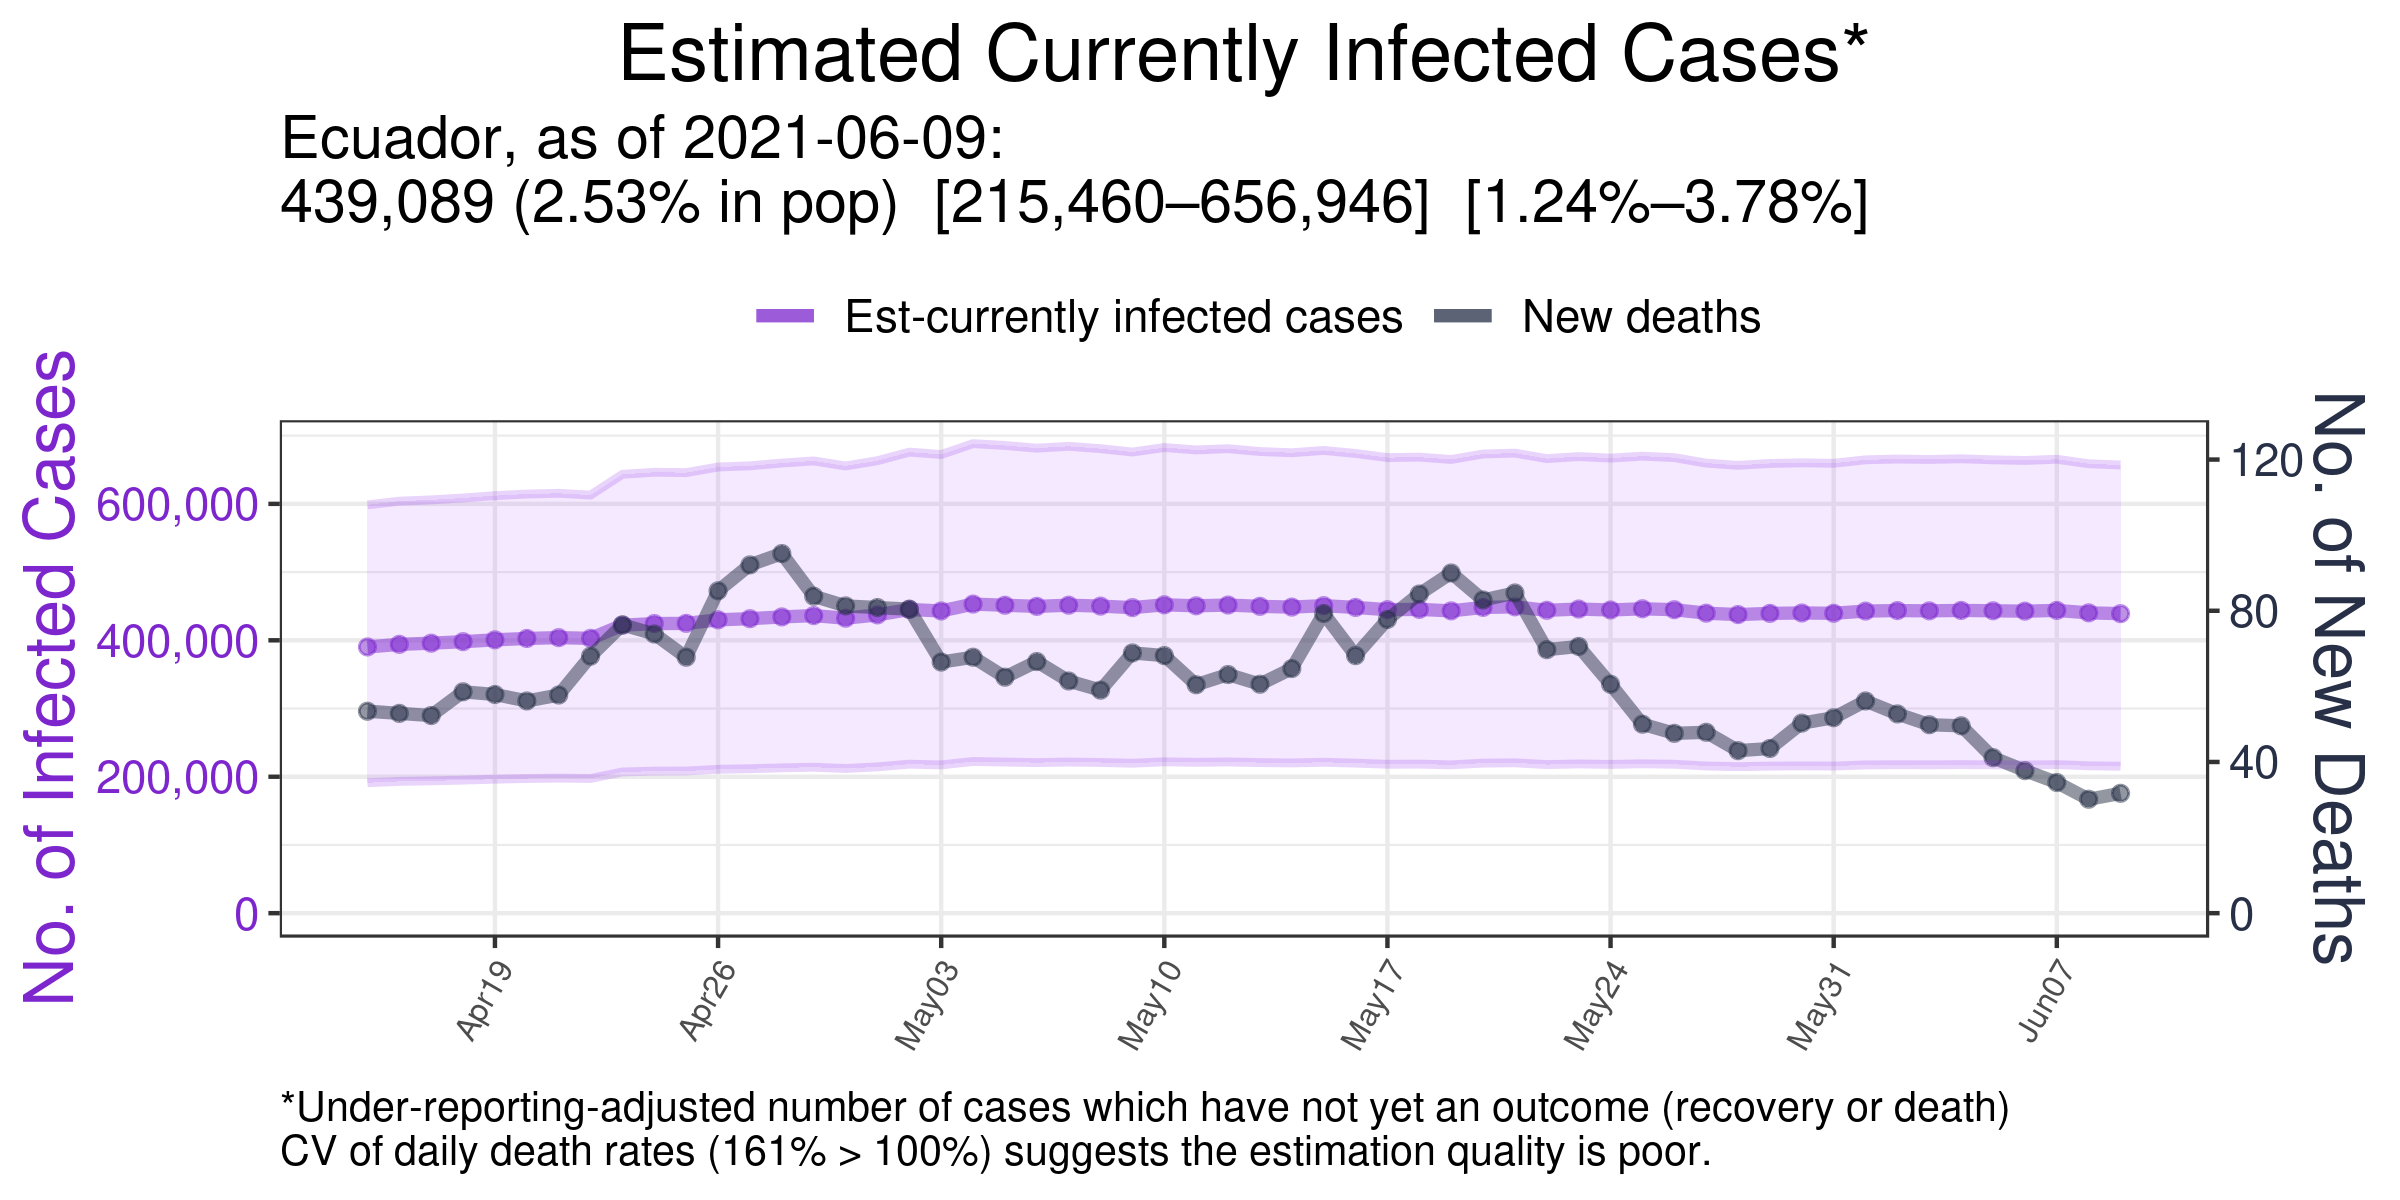 Estimated Currently Infected Cases*
Ecuador, as of 2021-06-09:
439,089 (2.53% in pop)  [215,460–656,946]  [1.24%–3.78%]
Est-currently infected cases
New deaths
No. of Infected Cases
600,000
400,000
200,000
0
120
80
40
0
No. of New Deaths
Apr19
Apr26
May03
May10
May17
May24
May31
Jun07
*Under-reporting-adjusted number of cases which have not yet an outcome (recovery or death)
CV of daily death rates (161% > 100%) suggests the estimation quality is poor.